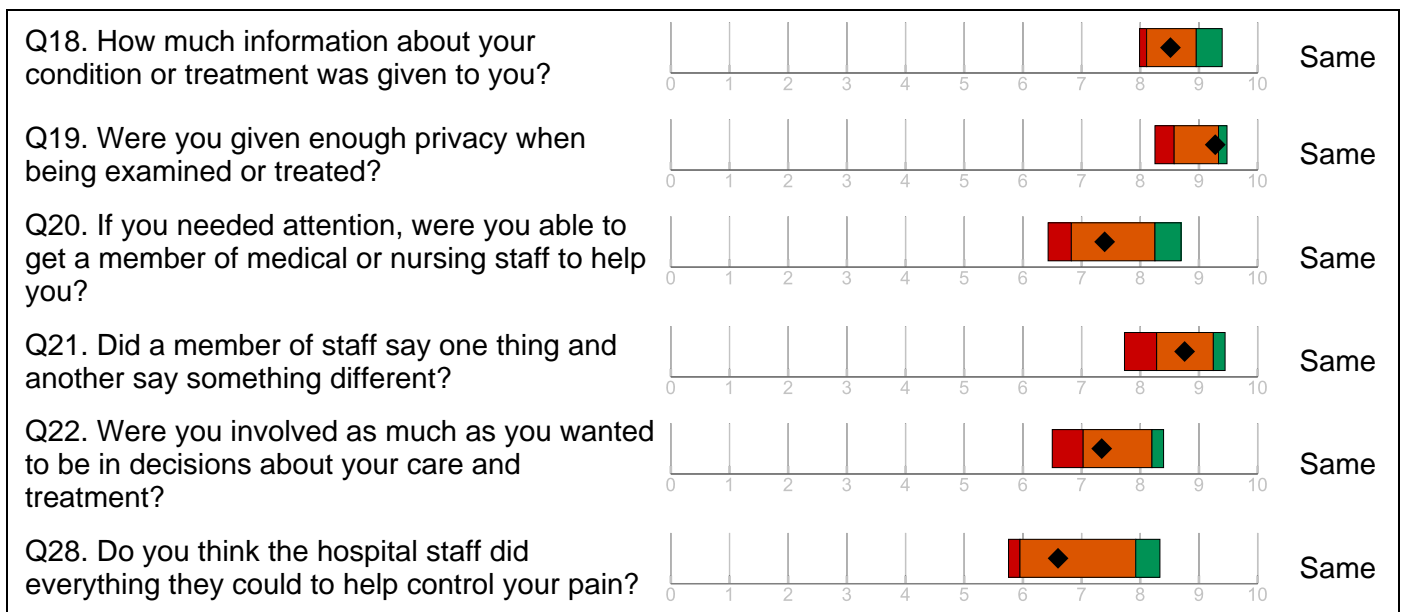 Q18. How much information about your
condition or treatment was given to you?
0 1 2 3 4 5 6 7 8 9 10
Same
Q19. Were you given enough privacy when
being examined or treated?
0 1 2 3 4 5 6 7 8 9 10
Same
Q20. If you needed attention, were you able to
get a member of medical or nursing staff to help
you?
0 1 2 3 4 5 6 7 8 9 10
Same
Q21. Did a member of staff say one thing and
another say something different?
0 1 2 3 4 5 6 7 8 9 10
Same
Q22. Were you involved as much as you wanted
to be in decisions about your care and
treatment?
0 1 2 3 4 5 6 7 8 9 10
Same
Q28. Do you think the hospital staff did
everything they could to help control your pain?
0 1 2 3 4 5 6 7 8 9 10
Same